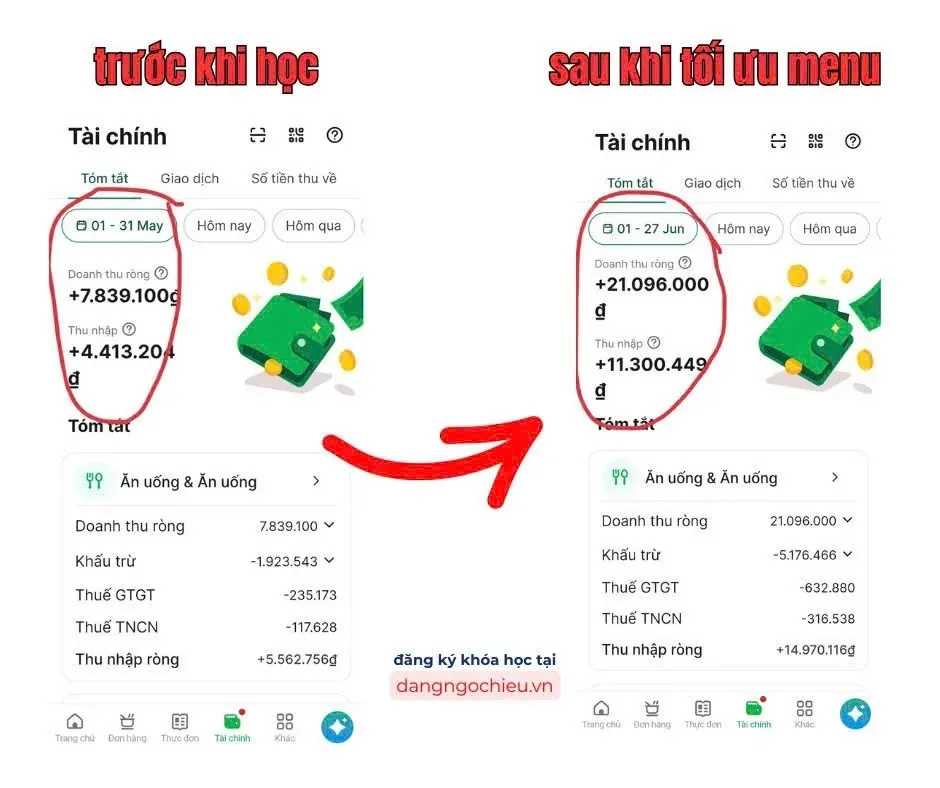 trước khi học
Tài chính
Tóm tắt Giao dịch Số tiền thu về
01 - 31 May Hôm nay Hôm qua
Doanh thu ròng
+7.839.100₫
Thu nhập
+4.413.204
₫
Tóm tắt
Ăn uống & Ăn uống
Doanh thu ròng 7.839.100
Khấu trừ -1.923.543
Thuế GTGT -235.173
Thuế TNCN -117.628
Thu nhập ròng +5.562.756₫
Trang chủ Đơn hàng Thực đơn Tài chính Khác
đăng ký khóa học tại
dangngochieu.vn
sau khi tối ưu menu
Tài chính
Tóm tắt Giao dịch Số tiền thu về
01 - 27 Jun Hôm nay Hôm qua
Doanh thu ròng
+21.096.000
₫
Thu nhập
+11.300.449
₫
Tóm tắt
Ăn uống & Ăn uống
Doanh thu ròng 21.096.000
Khấu trừ -5.176.466
Thuế GTGT -632.880
Thuế TNCN -316.538
Thu nhập ròng +14.970.116₫
Trang chủ Đơn hàng Thực đơn Tài chính Khác